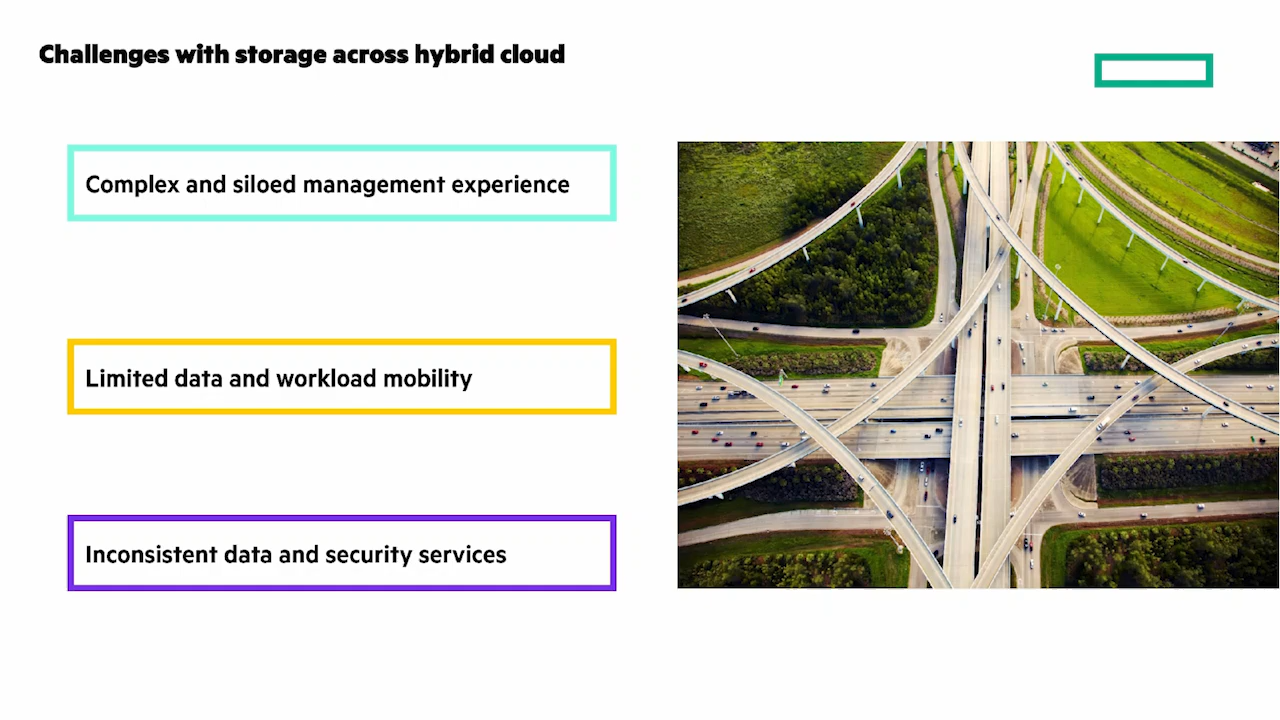 Challenges with storage across hybrid cloud
Complex and siloed management experience
Limited data and workload mobility
Inconsistent data and security services